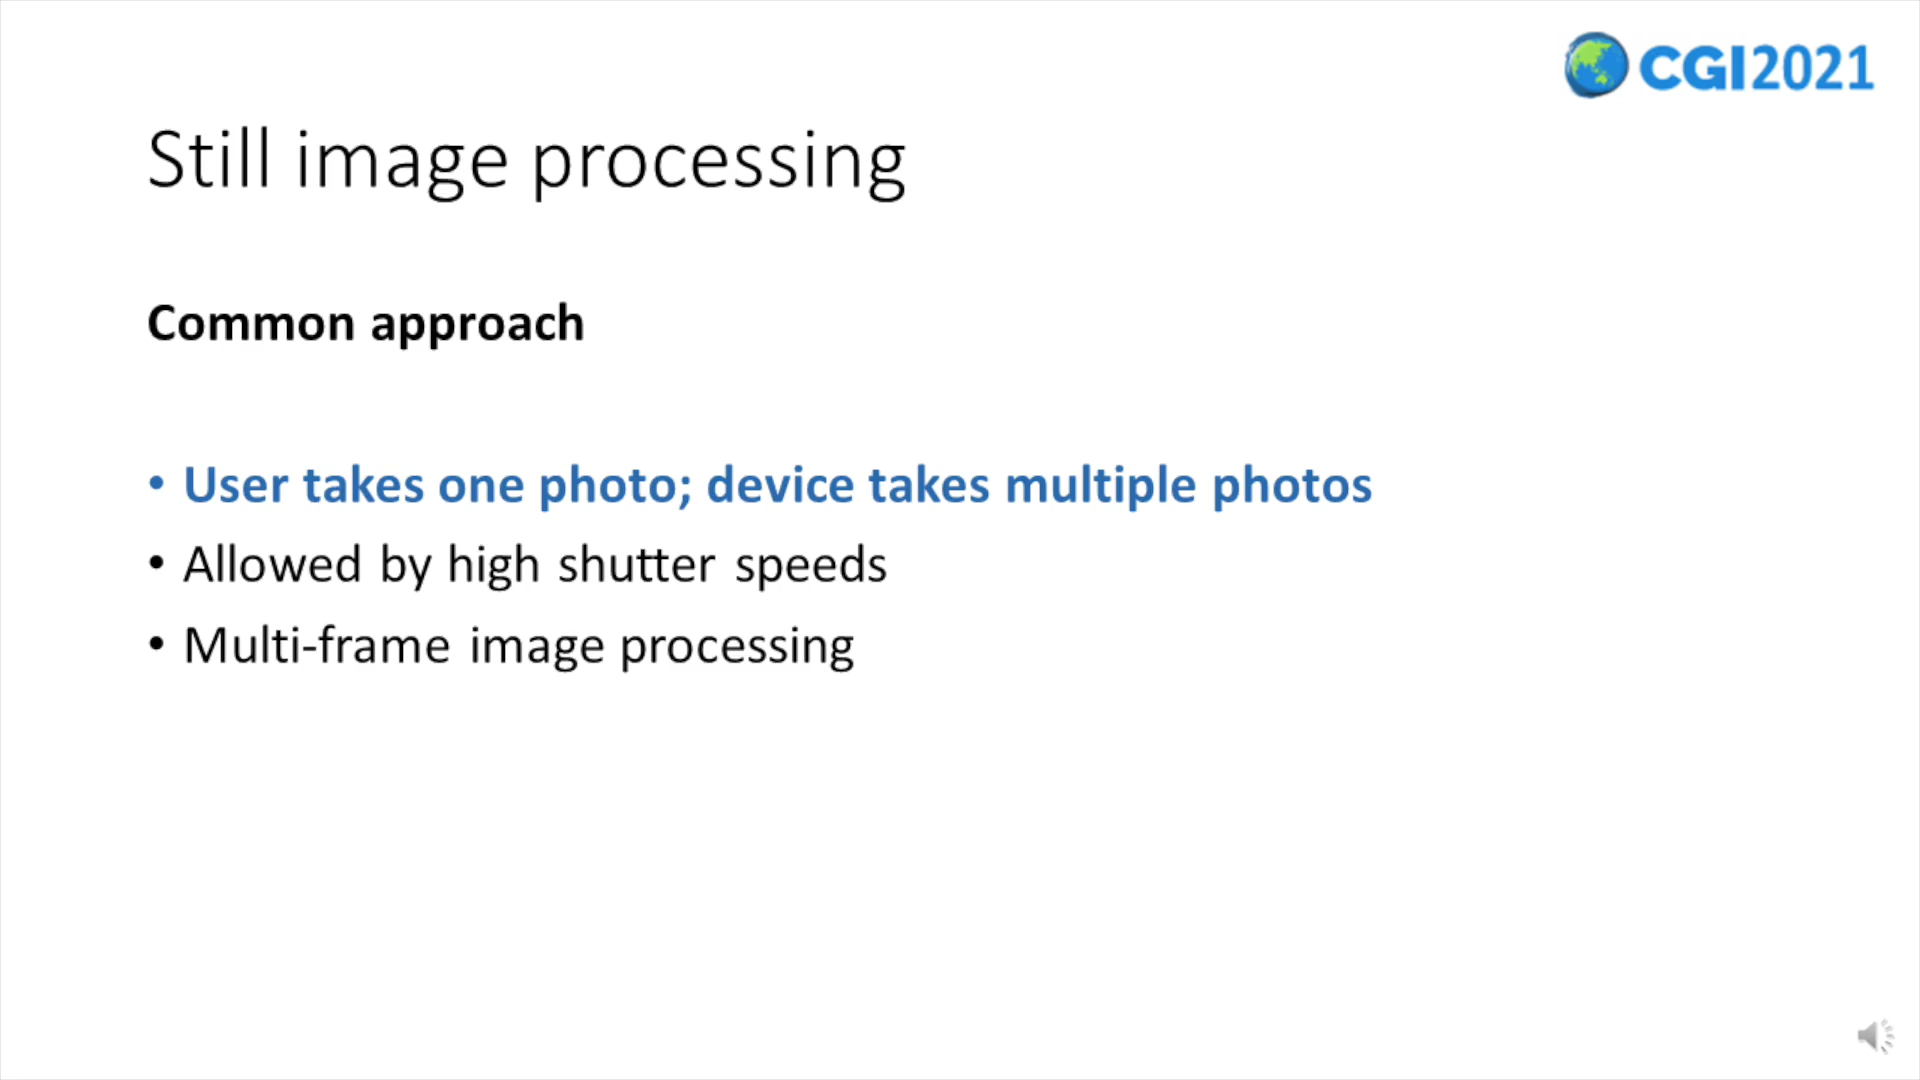 CGI2021
Still image processing
Common approach
• User takes one photo; device takes multiple photos
• Allowed by high shutter speeds
• Multi-frame image processing